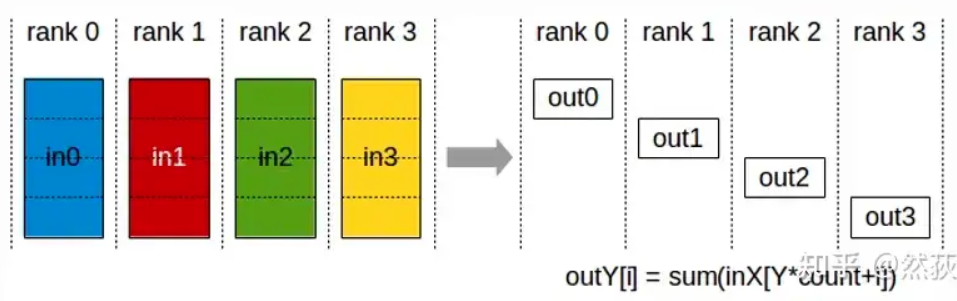 rank 0 rank 1 rank 2 rank 3 rank 0 rank 1 rank 2 rank 3
in0 in1 in2 in3
out0
out1
out2
out3
outY[i] = sum(inX[Y*count+i])
知乎 @然荻